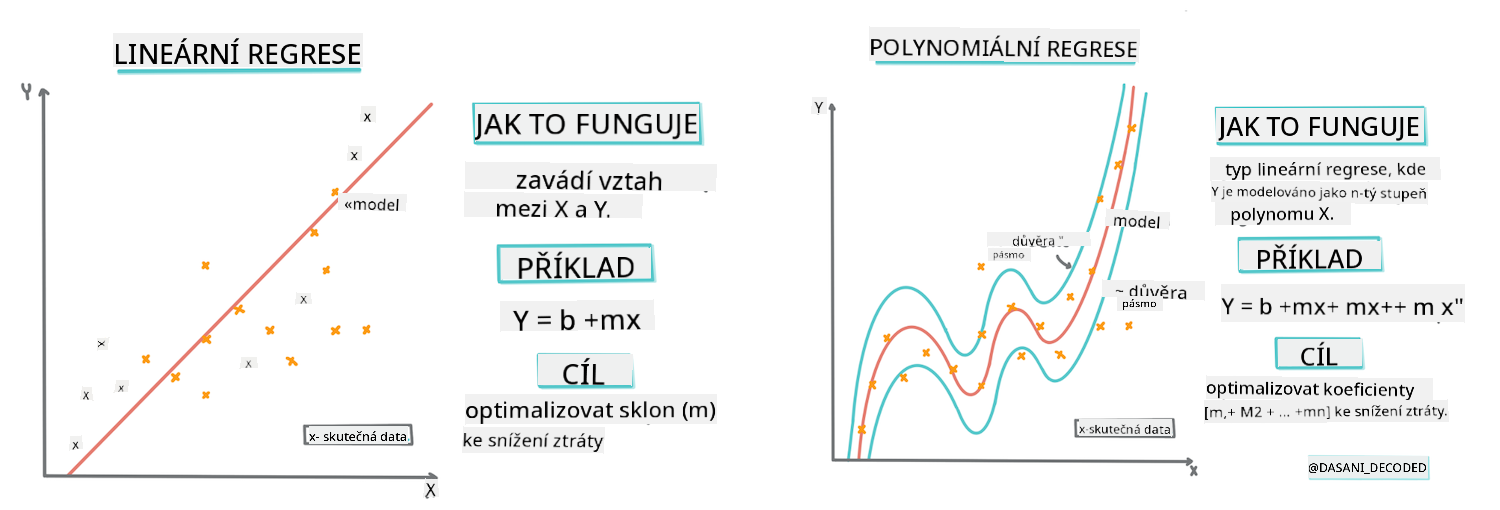 LINEÁRNÍ REGRESE
Y
JAK TO FUNGUJE
zavádí vztah
mezi X a Y.
«model
PŘÍKLAD
Y = b +mx
CÍL
optimalizovat sklon (m)
ke snížení ztráty
x- skutečná data
X
POLYNOMIÁLNÍ REGRESE
Y
JAK TO FUNGUJE
typ lineární regrese, kde
Y je modelováno jako n-tý stupeň
polynomu X.
model
důvěra "
pásmo
PŘÍKLAD
~ důvěra
pásmo
Y = b +mx+ mx++ m x"
CÍL
optimalizovat koeficienty
[m,+ M2 + ... +mn] ke snížení ztráty.
x-skutečná data
X
@DASANI_DECODED